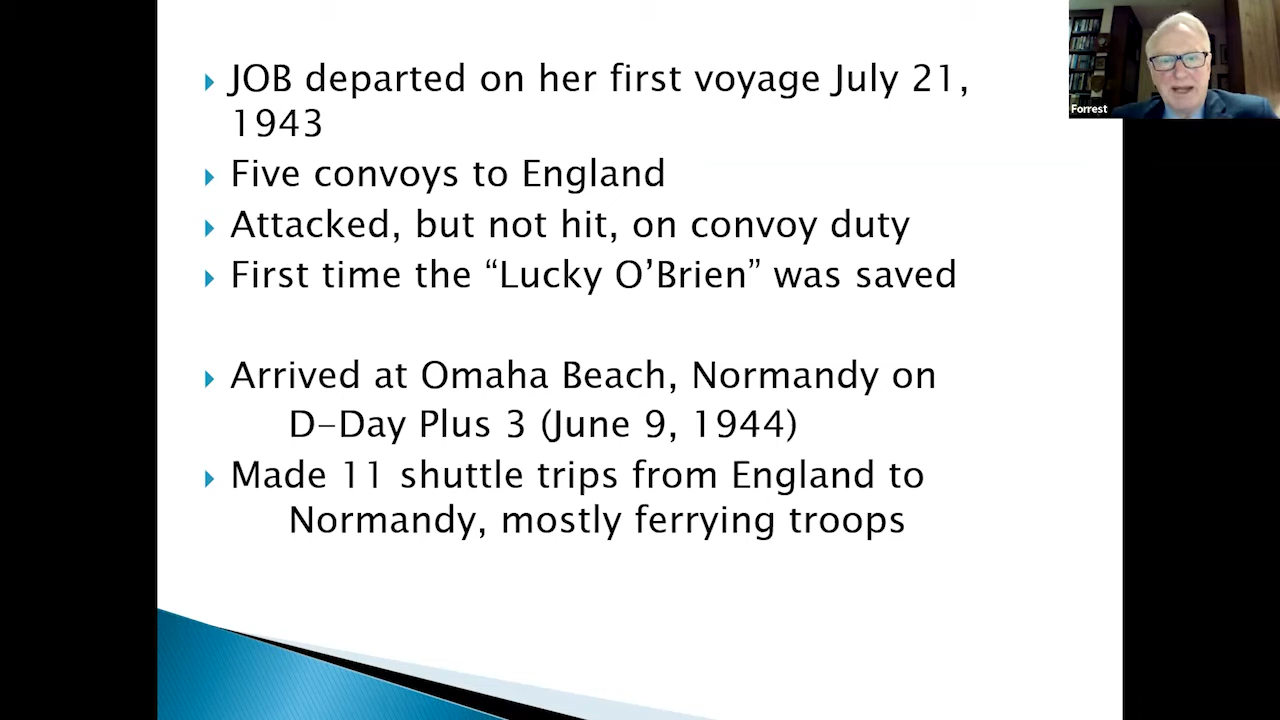 JOB departed on her first voyage July 21,
1943
Five convoys to England
Attacked, but not hit, on convoy duty
First time the “Lucky O’Brien” was saved
Arrived at Omaha Beach, Normandy on
D-Day Plus 3 (June 9, 1944)
Made 11 shuttle trips from England to
Normandy, mostly ferrying troops
Forrest